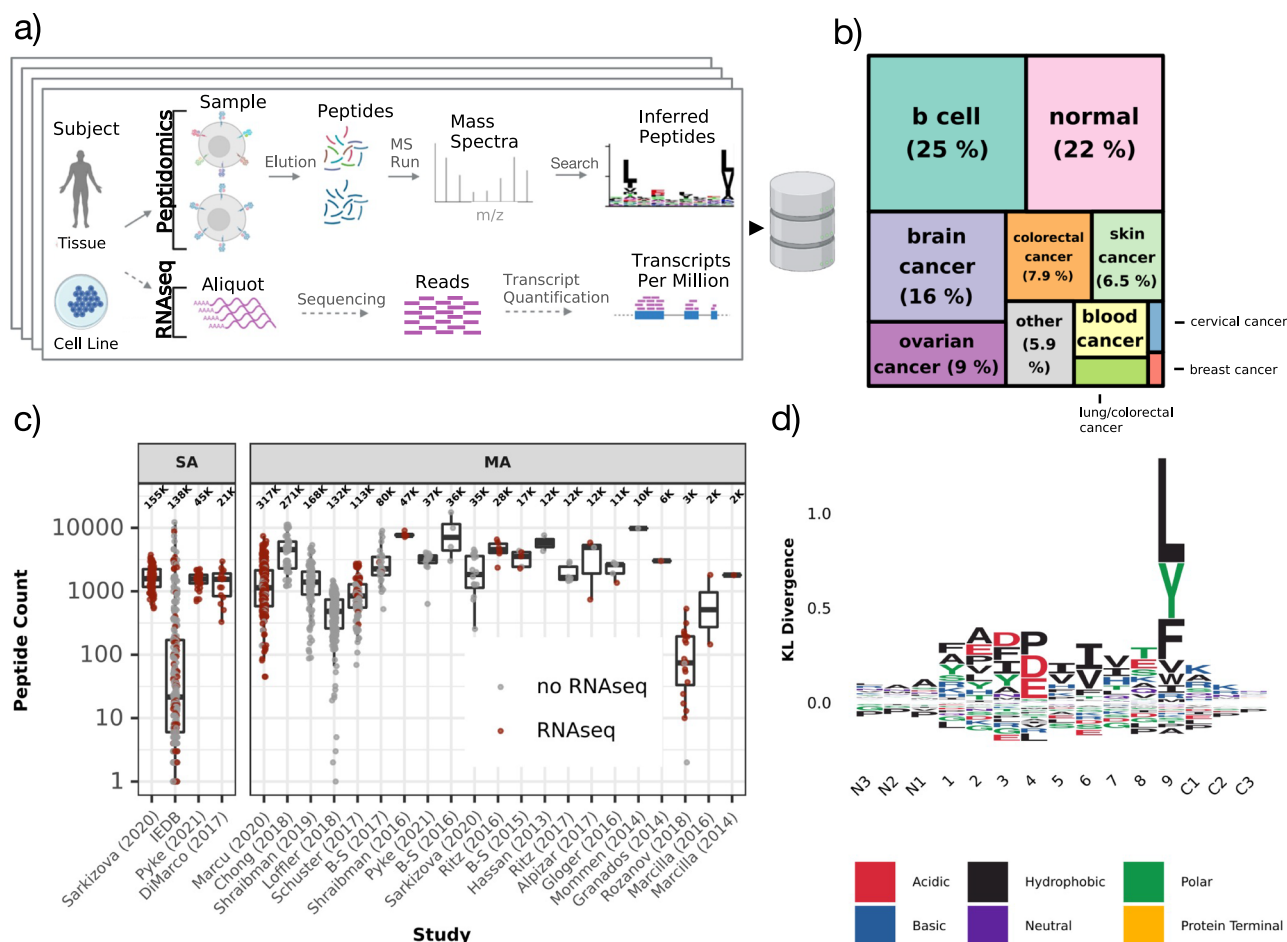 a)
Subject
Tissue
Cell Line
Peptidomics
RNAseq
Sample
Elution
Peptides
MS
Run
Mass
Spectra
m/z
Search
Inferred
Peptides
Aliquot
AAAA
AAAA
AAAA
AAAA
Sequencing
Reads
Transcript
Quantification
Transcripts
Per Million
b)
b cell
(25 %)
normal
(22 %)
brain
cancer
(16 %)
colorectal
cancer
(7.9 %)
skin
cancer
(6.5 %)
ovarian
cancer (9 %)
other
(5.9
%)
blood
cancer
cervical cancer
breast cancer
lung/colorectal
cancer
c)
SA
MA
155K
138K
45K
21K
317K
271K
168K
132K
113K
80K
47K
37K
36K
35K
28K
17K
12K
12K
12K
11K
10K
6K
3K
2K
2K
Peptide Count
10000
1000
100
10
1
no RNAseq
RNAseq
Sarkizova (2020)
IEDB
Pyke (2021)
DiMarco (2017)
Marcu (2020)
Chong (2018)
Shraibman (2019)
Loffler (2018)
Schuster (2017)
B-S (2017)
Shraibman (2016)
Pyke (2021)
B-S (2016)
Sarkizova (2020)
Ritz (2016)
B-S (2015)
Hassan (2013)
Ritz (2017)
Alpizar (2017)
Gloger (2016)
Mommen (2014)
Granados (2014)
Rozanov (2018)
Marcilla (2016)
Marcilla (2014)
Study
d)
KL Divergence
1.0
0.5
0.0
L
Y
F
N3
N2
N1
1
2
3
4
5
6
7
8
9
C1
C2
C3
Acidic
Hydrophobic
Polar
Basic
Neutral
Protein Terminal